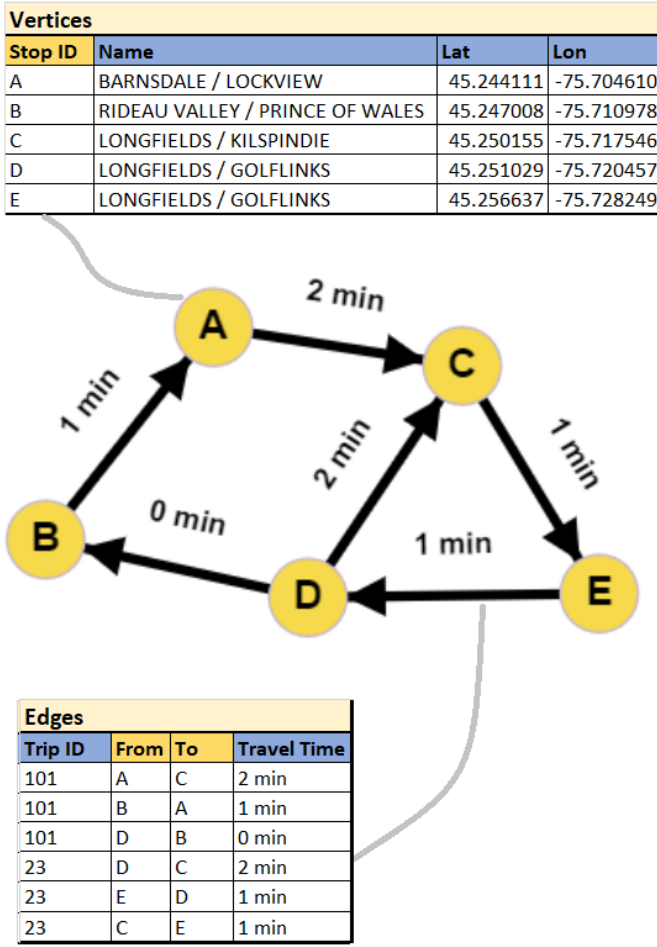 Vertices
Stop ID Name Lat Lon
A BARNSDALE / LOCKVIEW 45.244111 -75.704610
B RIDEAU VALLEY / PRINCE OF WALES 45.247008 -75.710978
C LONGFIELDS / KILSPINDIE 45.250155 -75.717546
D LONGFIELDS / GOLFLINKS 45.251029 -75.720457
E LONGFIELDS / GOLFLINKS 45.256637 -75.728249
2 min
A
C
1 min
2 min
1 min
0 min
1 min
B
D
E
Edges
Trip ID From To Travel Time
101 A C 2 min
101 B A 1 min
101 D B 0 min
23 D C 2 min
23 E D 1 min
23 C E 1 min